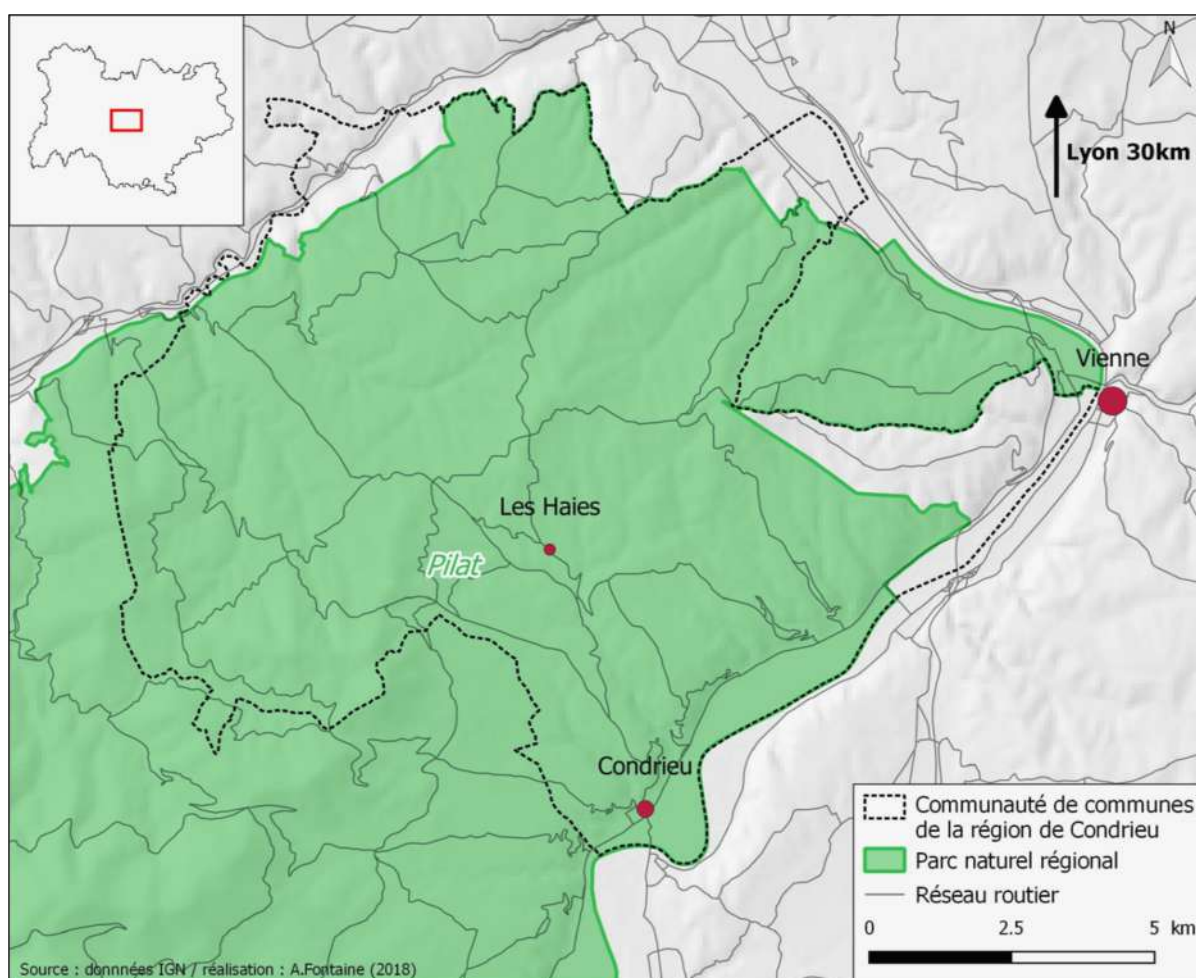 N
Lyon 30km
Vienne
Les Haies
Pilat
Condrieu
Communauté de communes
de la région de Condrieu
Parc naturel régional
Réseau routier
0 2.5 5 km
Source : donnnées IGN / réalisation : A.Fontaine (2018)